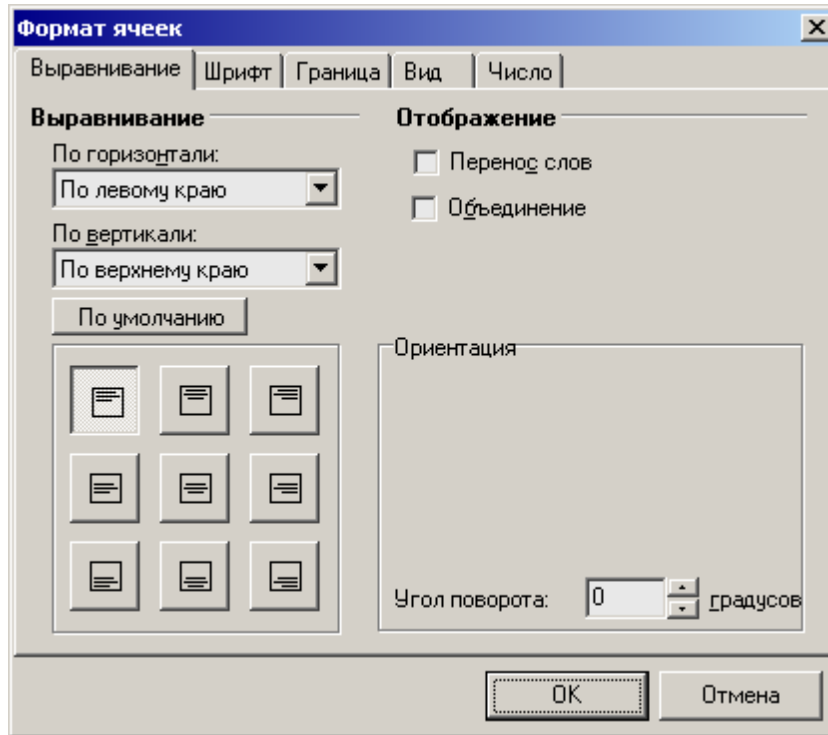 Формат ячеек
Выравнивание Шрифт Граница Вид Число
Выравнивание
По горизонтали:
По левому краю
По вертикали:
По верхнему краю
По умолчанию
Отображение
Перенос слов
Объединение
Ориентация
Угол поворота: 0 градусов
OK Отмена